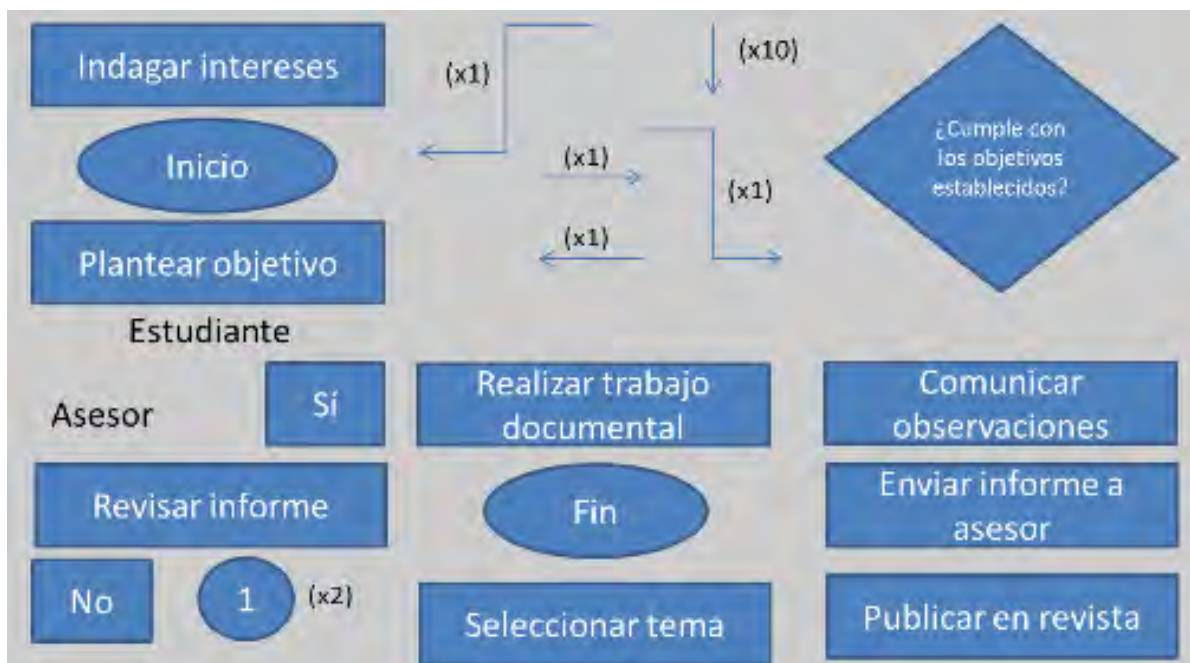 Indagar intereses
(x1)
(x10)
¿Cumple con
los objetivos
establecidos?
Inicio
(x1)
(x1)
Plantear objetivo
(x1)
Estudiante
Asesor
Sí
Realizar trabajo
documental
Comunicar
observaciones
Revisar informe
Fin
Enviar informe a
asesor
No
1
(x2)
Seleccionar tema
Publicar en revista